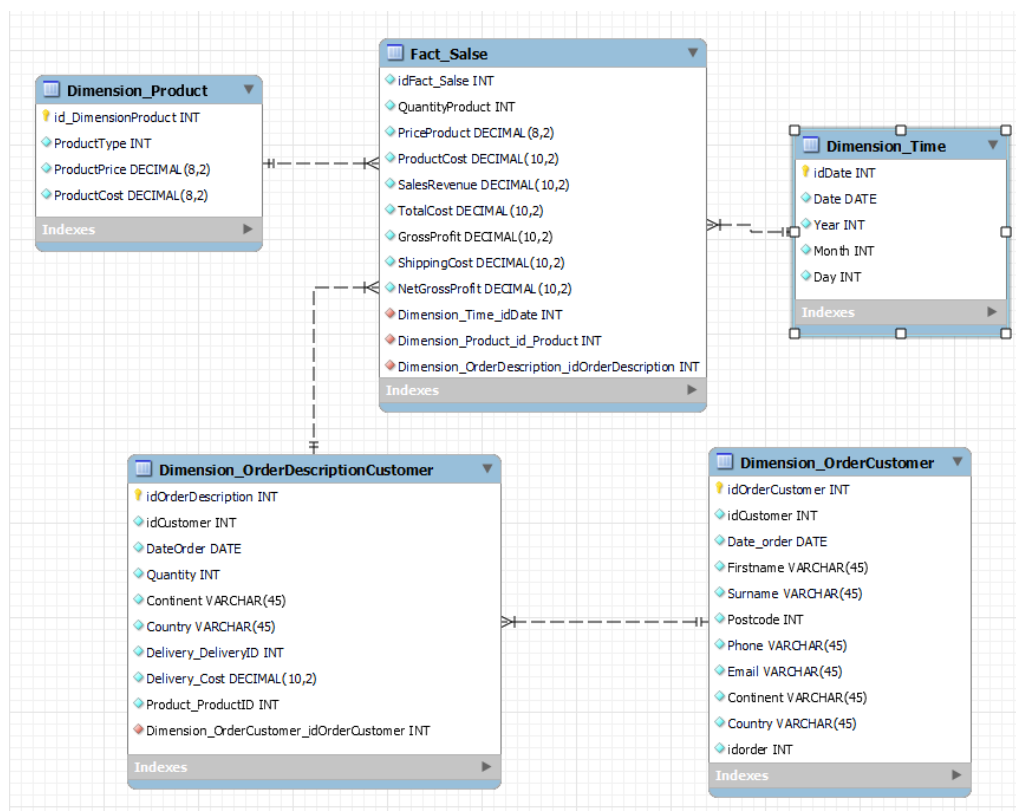 Fact_Salse
idFact_Salse INT
QuantityProduct INT
PriceProduct DECIMAL(8,2)
ProductCost DECIMAL(10,2)
SalesRevenue DECIMAL(10,2)
TotalCost DECIMAL(10,2)
GrossProfit DECIMAL(10,2)
ShippingCost DECIMAL(10,2)
NetGrossProfit DECIMAL(10,2)
Dimension_Time_idDate INT
Dimension_Product_id_Product INT
Dimension_OrderDescription_idOrderDescription INT
Indexes
Dimension_Product
id_DimensionProduct INT
ProductType INT
ProductPrice DECIMAL(8,2)
ProductCost DECIMAL(8,2)
Indexes
Dimension_Time
idDate INT
Date DATE
Year INT
Month INT
Day INT
Indexes
Dimension_OrderDescriptionCustomer
idOrderDescription INT
idCustomer INT
DateOrder DATE
Quantity INT
Continent VARCHAR(45)
Country VARCHAR(45)
Delivery_DeliveryID INT
Delivery_Cost DECIMAL(10,2)
Product_ProductID INT
Dimension_OrderCustomer_idOrderCustomer INT
Indexes
Dimension_OrderCustomer
idOrderCustomer INT
idCustomer INT
Date_order DATE
Firstname VARCHAR(45)
Surname VARCHAR(45)
Postcode INT
Phone VARCHAR(45)
Email VARCHAR(45)
Continent VARCHAR(45)
Country VARCHAR(45)
idorder INT
Indexes